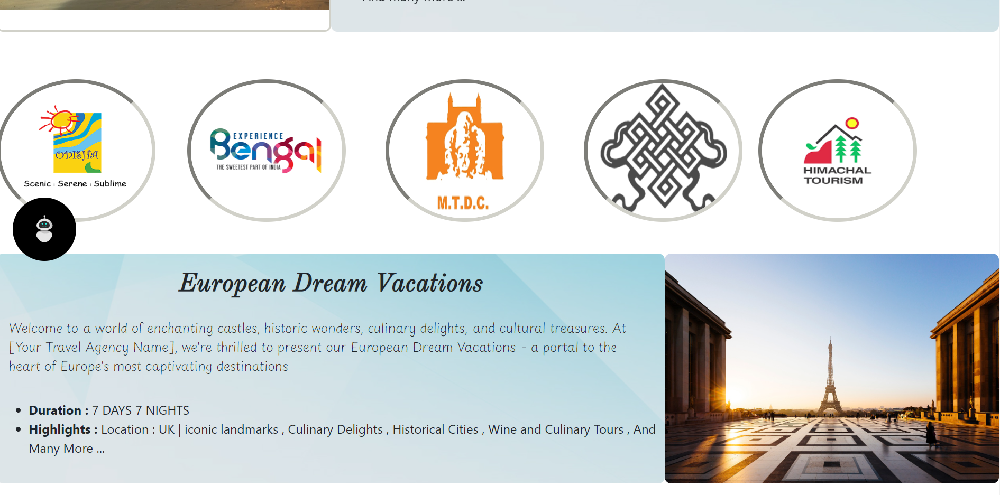 And Many More ...
ODISHA
Scenic | Serene | Sublime
EXPERIENCE
Bengal
THE SWEETEST PART OF INDIA
M.T.D.C.
HIMACHAL
TOURISM
European Dream Vacations
Welcome to a world of enchanting castles, historic wonders, culinary delights, and cultural treasures. At
[Your Travel Agency Name], we're thrilled to present our European Dream Vacations - a portal to the
heart of Europe's most captivating destinations
Duration : 7 DAYS 7 NIGHTS
Highlights : Location : UK | iconic landmarks , Culinary Delights , Historical Cities , Wine and Culinary Tours , And
Many More ...